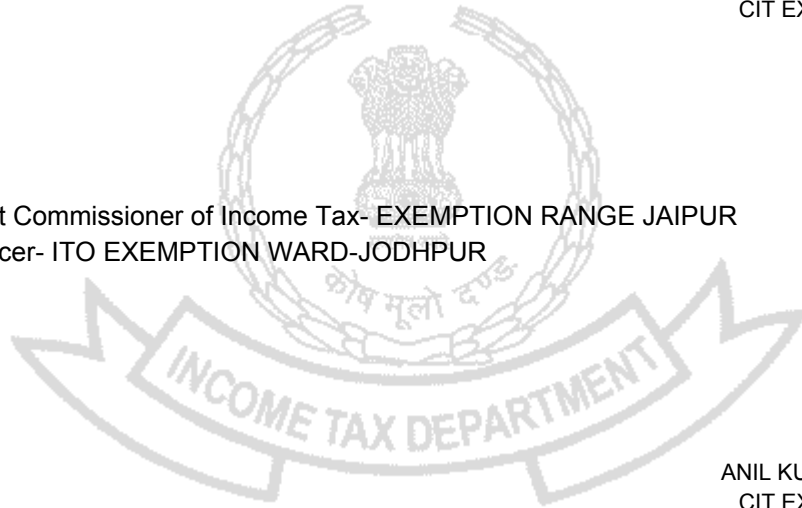 CIT EX
t Commissioner of Income Tax- EXEMPTION RANGE JAIPUR
cer- ITO EXEMPTION WARD-JODHPUR
कोष मूलो दण्डः
INCOME TAX DEPARTMENT
ANIL KU
CIT EX